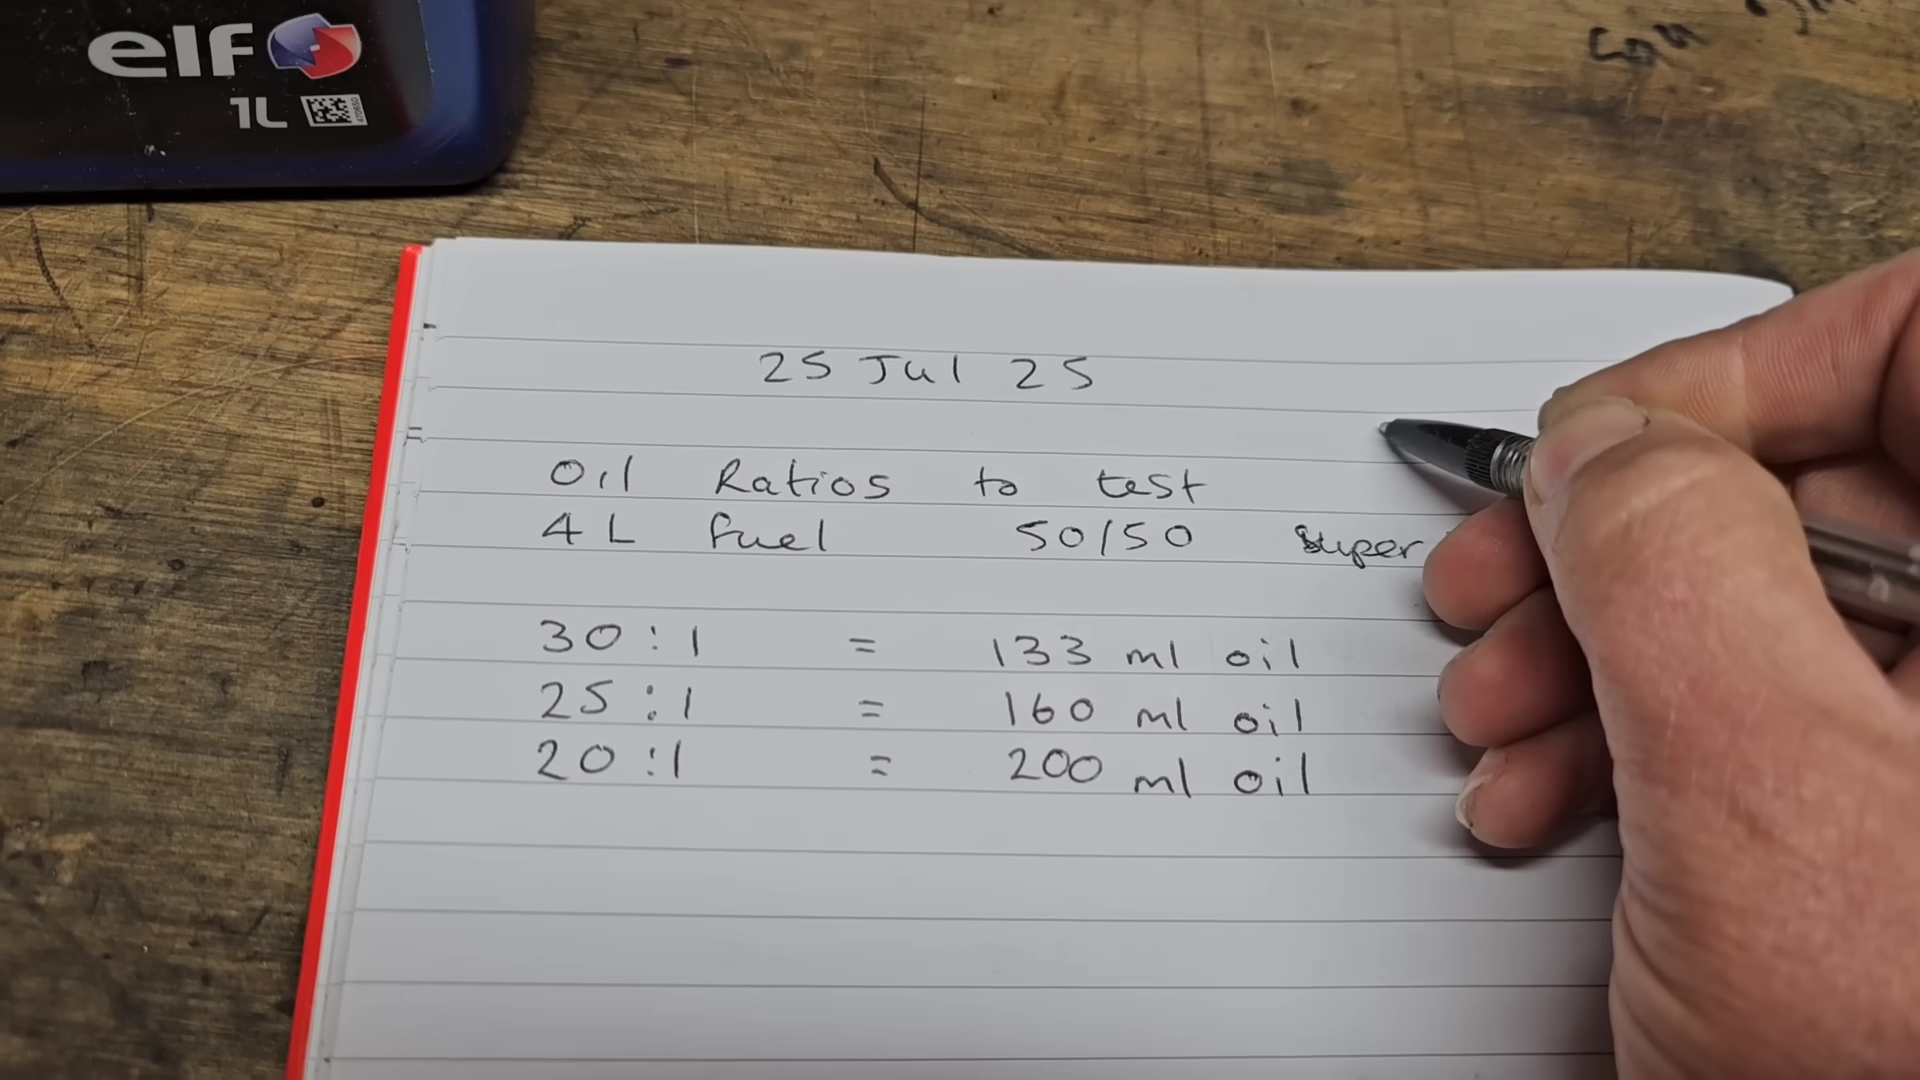 elf
1L
25 Jul 25
Oil Ratios to test
4L fuel 50/50 Super
30:1 = 133 ml oil
25:1 = 160 ml oil
20:1 = 200 ml oil